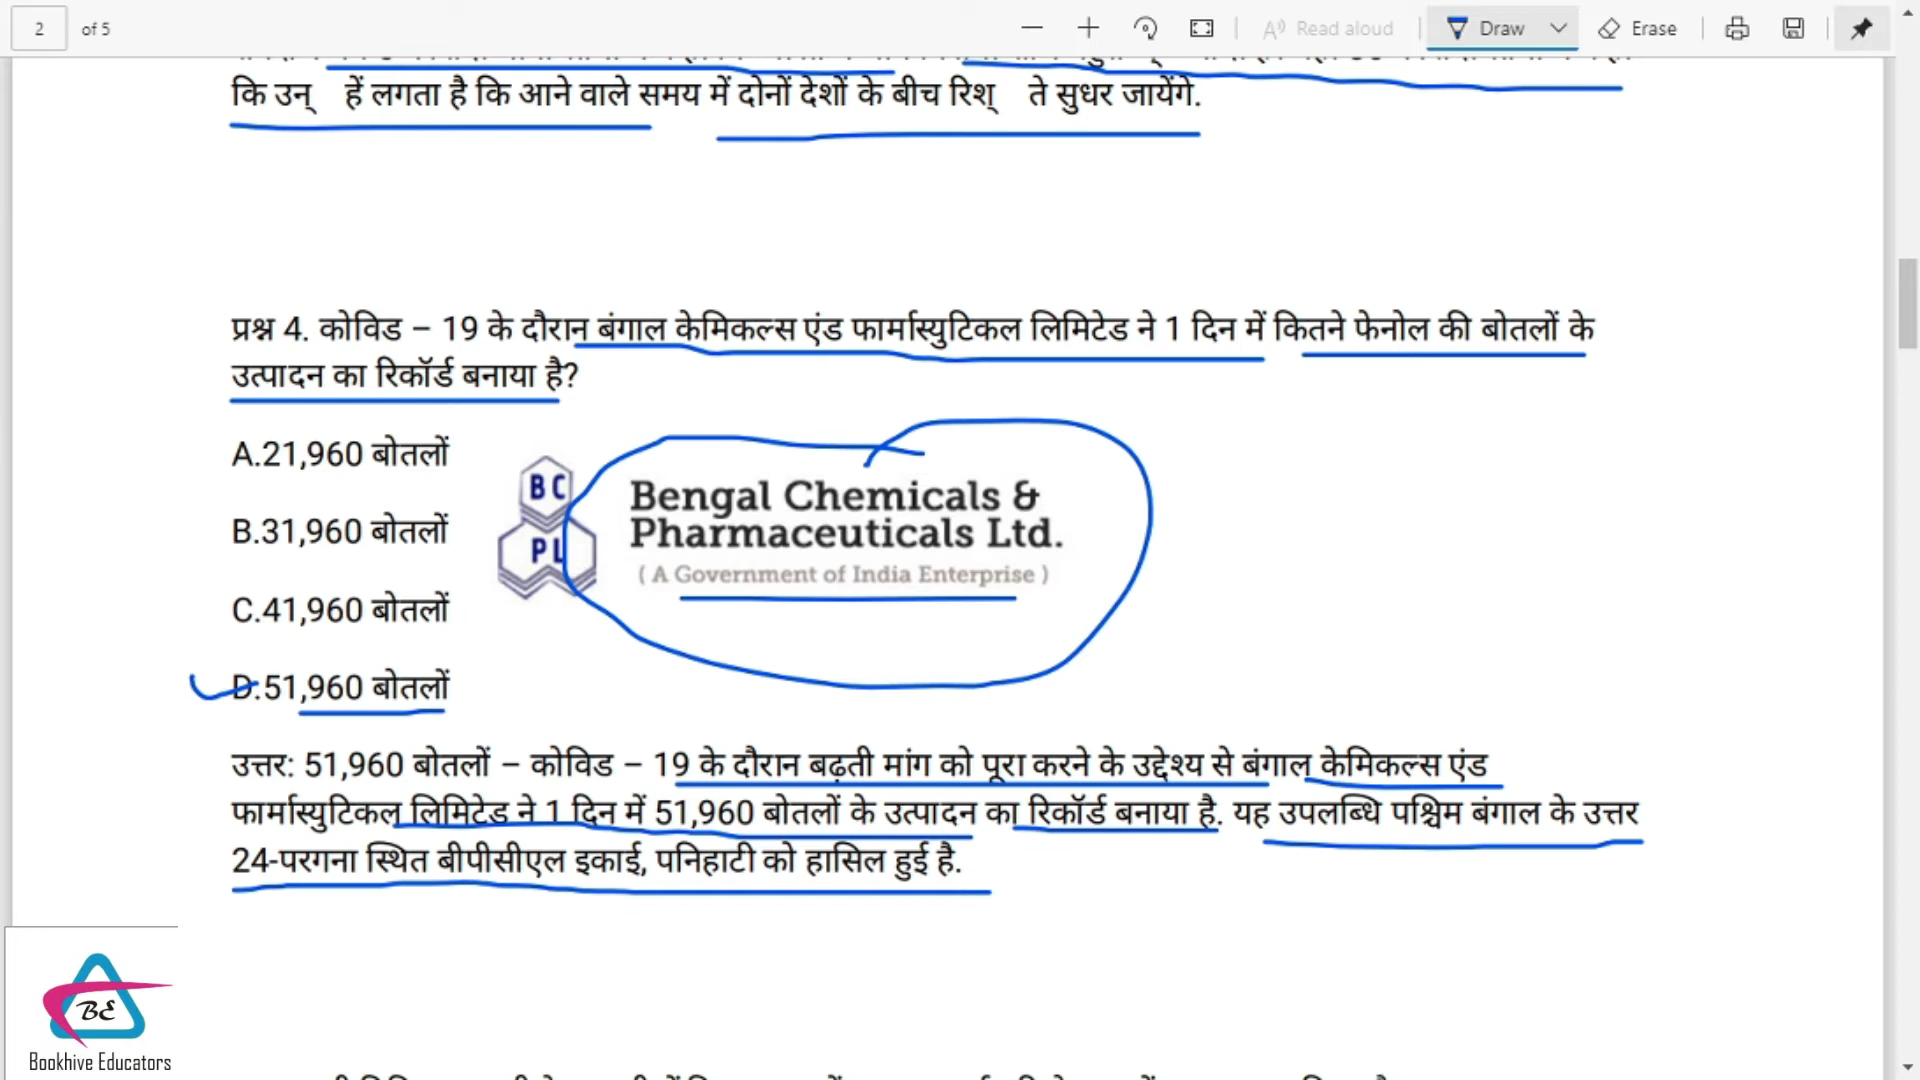 2 of 5 Read aloud Draw Erase
कि उन् हें लगता है कि आने वाले समय में दोनों देशों के बीच रिश् ते सुधर जायेंगे.
प्रश्न 4. कोविड – 19 के दौरान बंगाल केमिकल्स एंड फार्मास्युटिकल लिमिटेड ने 1 दिन में कितने फेनोल की बोतलों के
उत्पादन का रिकॉर्ड बनाया है?
A.21,960 बोतलों
B.31,960 बोतलों
C.41,960 बोतलों
D.51,960 बोतलों
BC
PL
Bengal Chemicals &
Pharmaceuticals Ltd.
( A Government of India Enterprise )
उत्तर: 51,960 बोतलों – कोविड – 19 के दौरान बढ़ती मांग को पूरा करने के उद्देश्य से बंगाल केमिकल्स एंड
फार्मास्युटिकल लिमिटेड ने 1 दिन में 51,960 बोतलों के उत्पादन का रिकॉर्ड बनाया है. यह उपलब्धि पश्चिम बंगाल के उत्तर
24-परगना स्थित बीपीसीएल इकाई, पनिहाटी को हासिल हुई है.
BE
Bookhive Educators